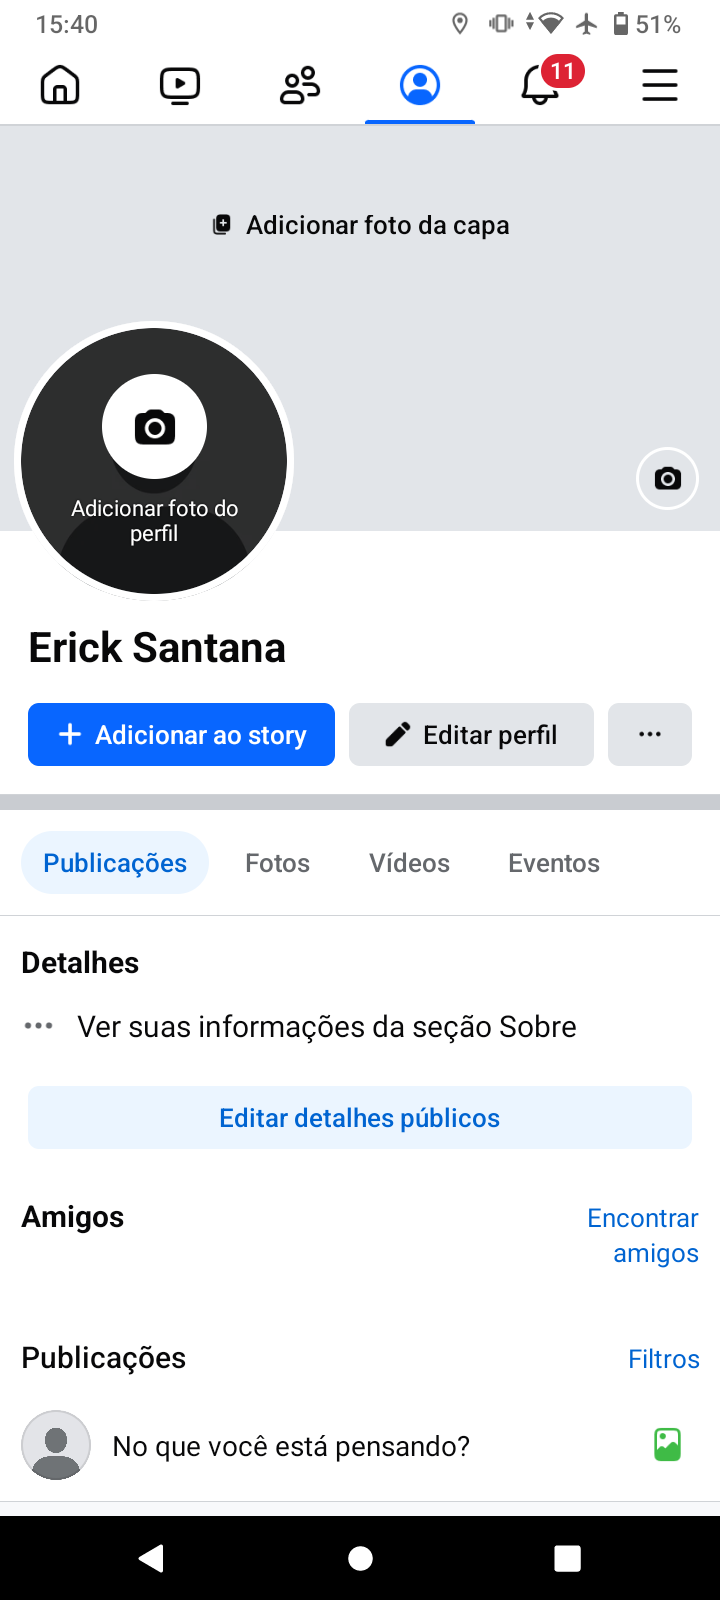 15:40
51%
11
Adicionar foto da capa
Adicionar foto do
perfil
Erick Santana
Adicionar ao story
Editar perfil
Publicações
Fotos
Vídeos
Eventos
Detalhes
Ver suas informações da seção Sobre
Editar detalhes públicos
Amigos
Encontrar
amigos
Publicações
Filtros
No que você está pensando?